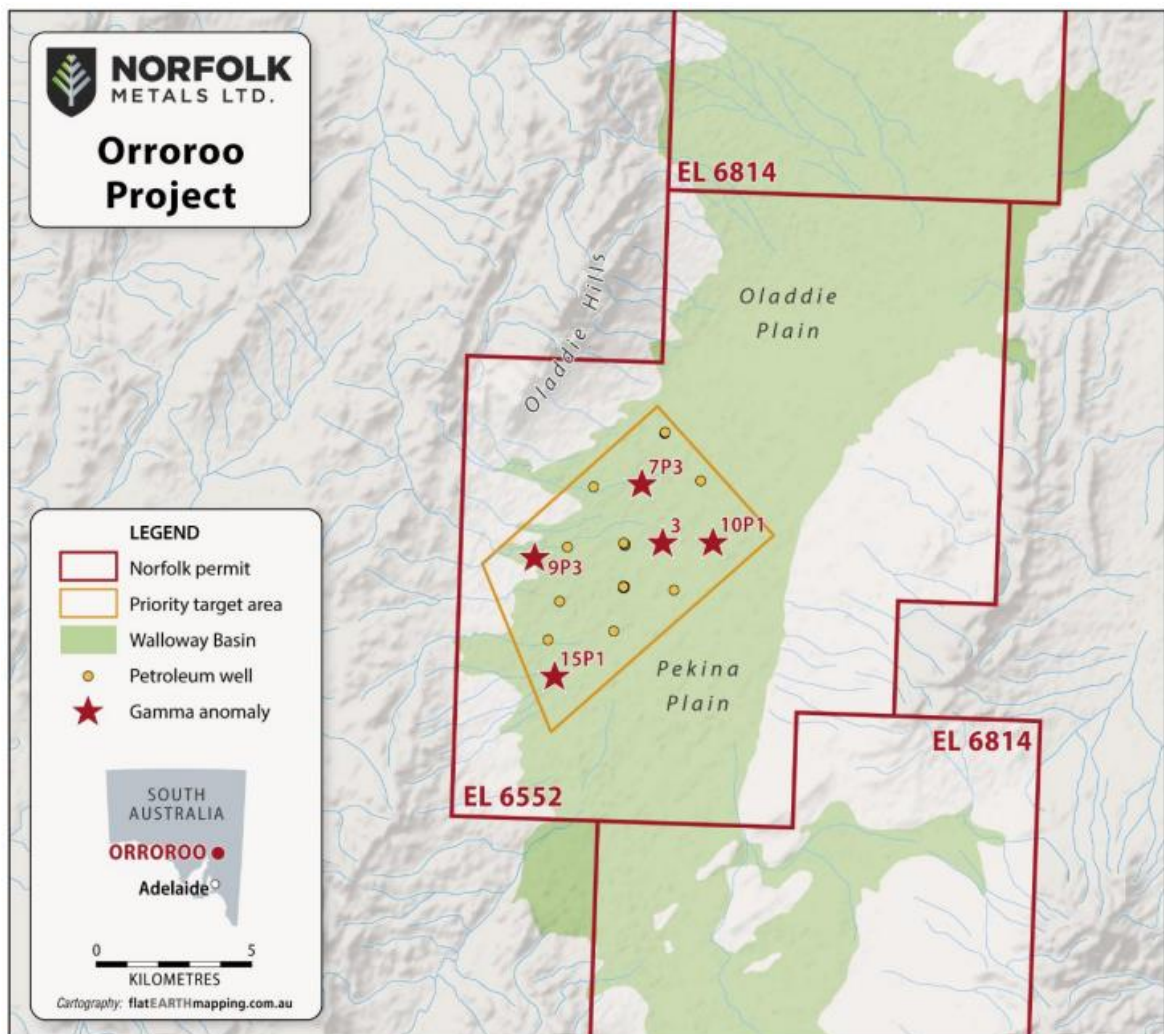 NORFOLK
METALS LTD.
Orroroo
Project
EL 6814
Oladdie Hills
Oladdie
Plain
7P3
3
10P1
9P3
15P1
Pekina
Plain
EL 6814
EL 6552
LEGEND
Norfolk permit
Priority target area
Walloway Basin
Petroleum well
Gamma anomaly
SOUTH
AUSTRALIA
ORROROO
Adelaide
0 5
KILOMETRES
Cartography: flatEARTHmapping.com.au